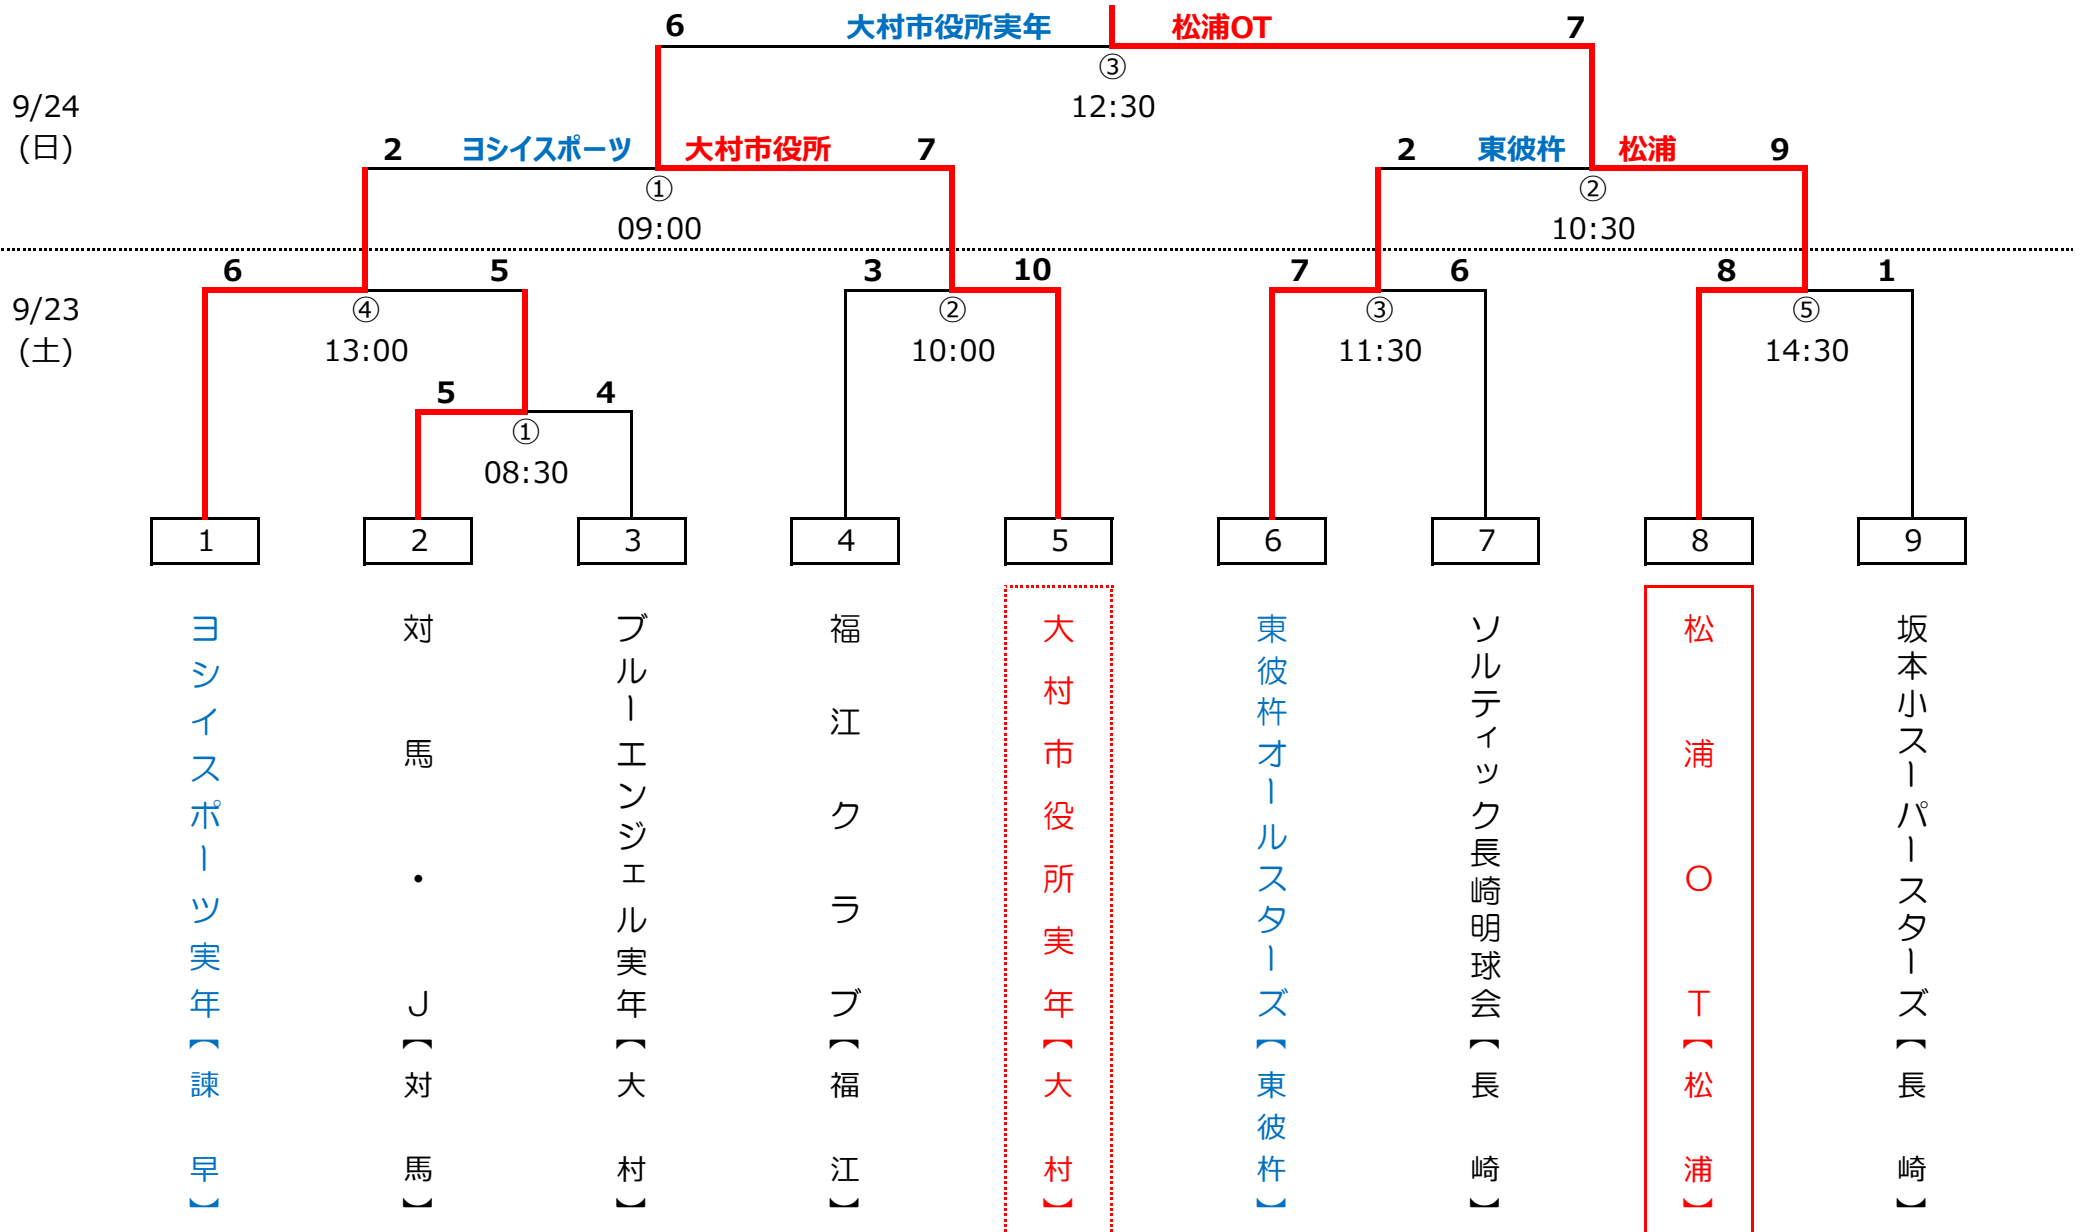 6 大村市役所実年 松浦OT 7
③
12:30
9/24
(日)
2 ヨシイスポーツ 大村市役所 7
2 東彼杵 松浦 9
①
②
09:00
10:30
6 5
3 10
7 6
8 1
9/23
(土)
④
②
③
⑤
13:00
10:00
11:30
14:30
5 4
①
08:30
1 2 3 4 5 6 7 8 9
ヨシイスポーツ実年【諫早】
対馬・J【対馬】
ブルーエンジェル実年【大村】
福江クラブ【福江】
大村市役所実年【大村】
東彼杵オールスターズ【東彼杵】
ソルティック長崎明球会【長崎】
松浦OT【松浦】
坂本小スーパースターズ【長崎】